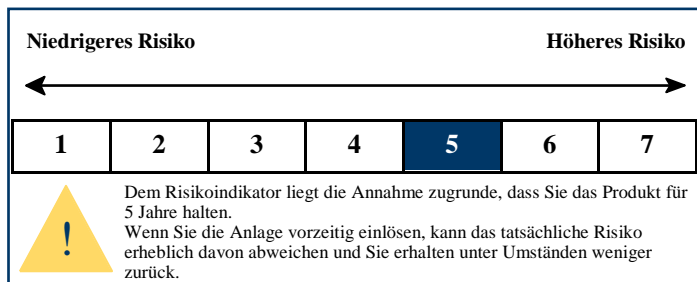 Niedrigeres Risiko Höheres Risiko
1 2 3 4 5 6 7
Dem Risikoindikator liegt die Annahme zugrunde, dass Sie das Produkt für
5 Jahre halten.
Wenn Sie die Anlage vorzeitig einlösen, kann das tatsächliche Risiko
erheblich davon abweichen und Sie erhalten unter Umständen weniger
zurück.
!